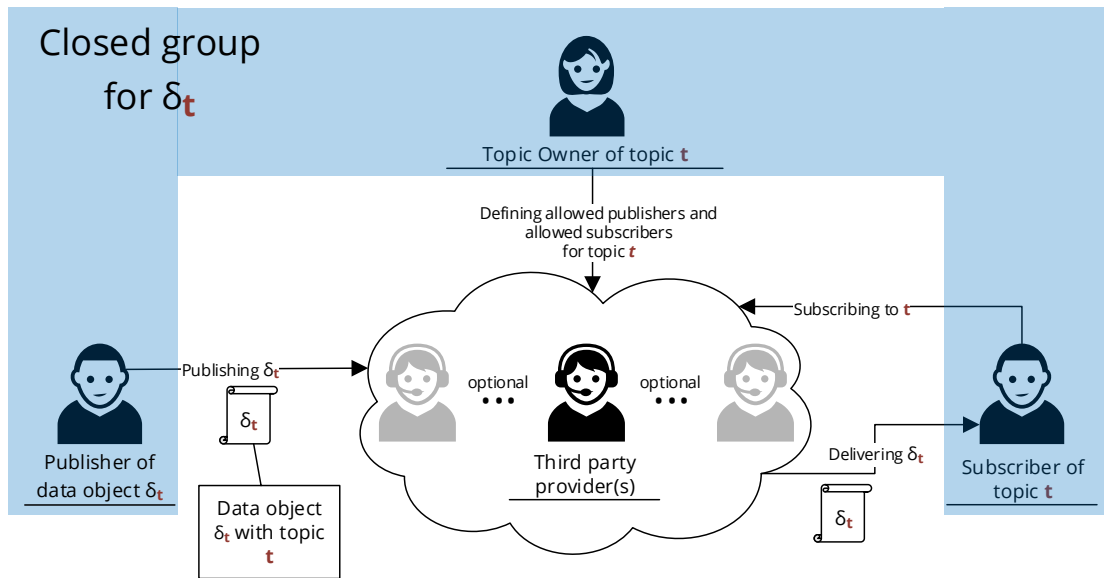 Closed group
for δt
Topic Owner of topic t
Defining allowed publishers and
allowed subscribers
for topic t
Subscribing to t
Publishing δt
optional
optional
δt
Delivering δt
Publisher of
data object δt
Third party
provider(s)
Subscriber of
topic t
Data object
δt with topic
t
δt